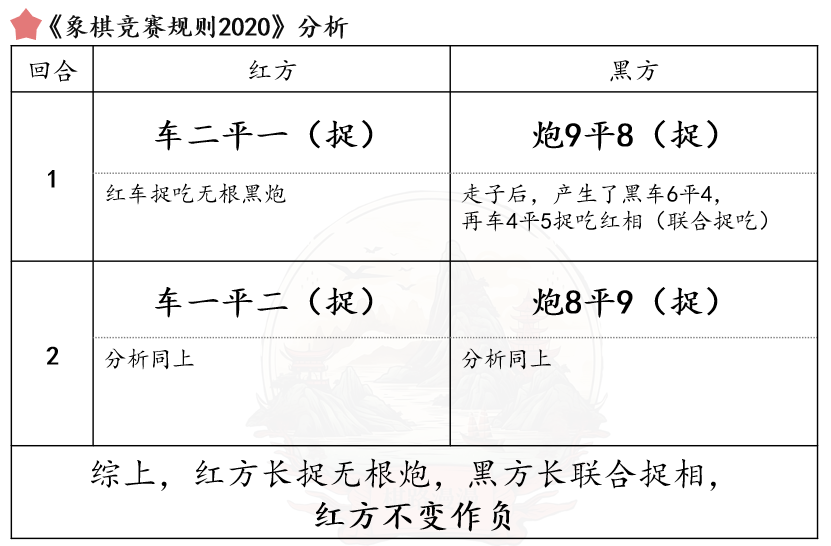 《象棋竞赛规则2020》分析
回合
红方
黑方
1
车二平一（捉）
炮9平8（捉）
红车捉吃无根黑炮
走子后，产生了黑车6平4，
再车4平5捉吃红相（联合捉吃）
2
车一平二（捉）
炮8平9（捉）
分析同上
分析同上
综上，红方长捉无根炮，黑方长联合捉相，
红方不变作负